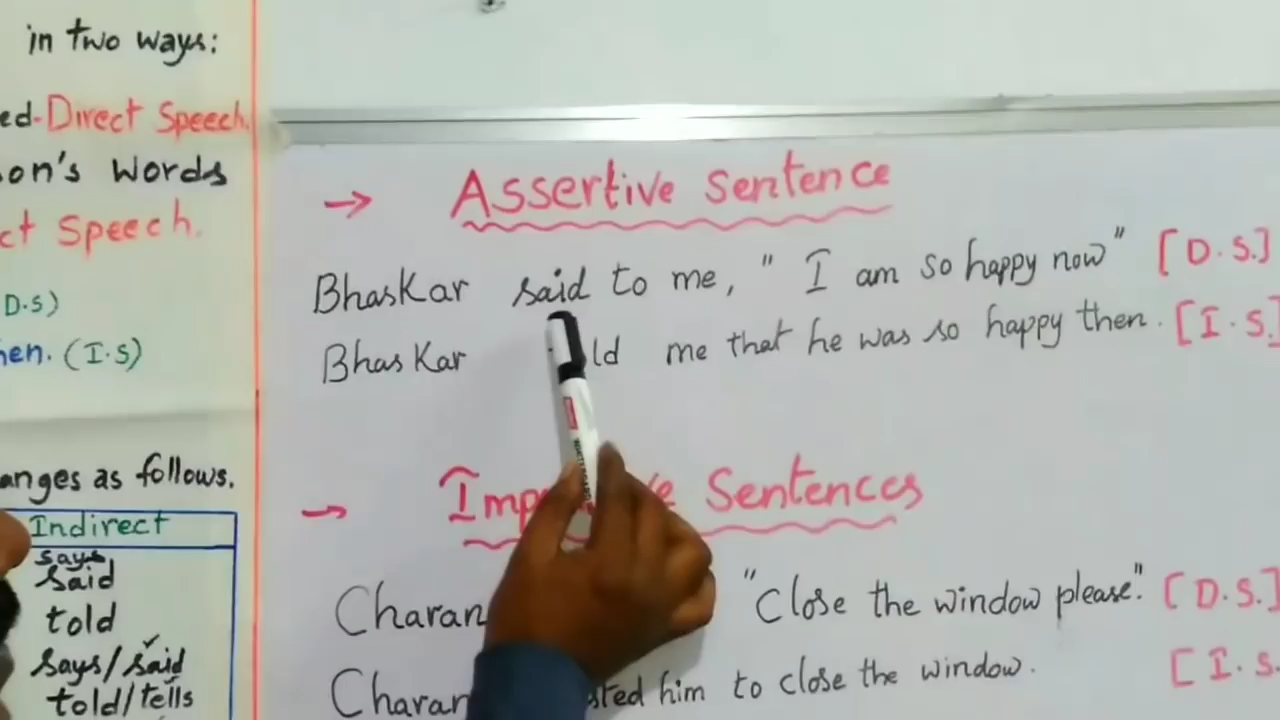 in two ways:
ed-Direct Speech.
on's words
ct Speech.
D.S)
hen. (I.S)
anges as follows.
Indirect
says
said
told
says/said
told/tells
→ Assertive Sentence
Bhaskar said to me, " I am so happy now" [D.S.]
Bhaskar ld me that he was so happy then. [I.S.]
→ Imp e Sentences
Charan "Close the window please." [D.S.]
Charan sted him to close the window. [I.S.